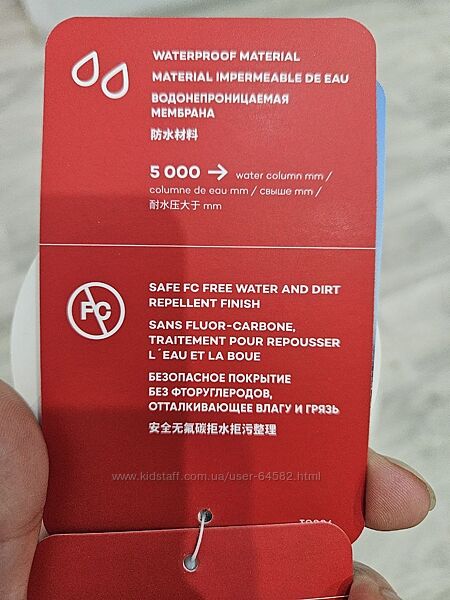 WATERPROOF MATERIAL
MATERIAL IMPERMEABLE DE EAU
ВОДОНЕПРОНИЦАЕМАЯ
МЕМБРАНА
防水材料
5 000 → water column mm /
columne de eau mm / свыше mm /
耐水压大于 mm
FC
SAFE FC FREE WATER AND DIRT
REPELLENT FINISH
SANS FLUOR-CARBONE,
TRAITEMENT POUR REPOUSSER
L´EAU ET LA BOUE
БЕЗОПАСНОЕ ПОКРЫТИЕ
БЕЗ ФТОРУГЛЕРОДОВ,
ОТТАЛКИВАЮЩЕЕ ВЛАГУ И ГРЯЗЬ
安全无氟碳拒水拒污整理
www.kidstaff.com.ua/user-64582.html